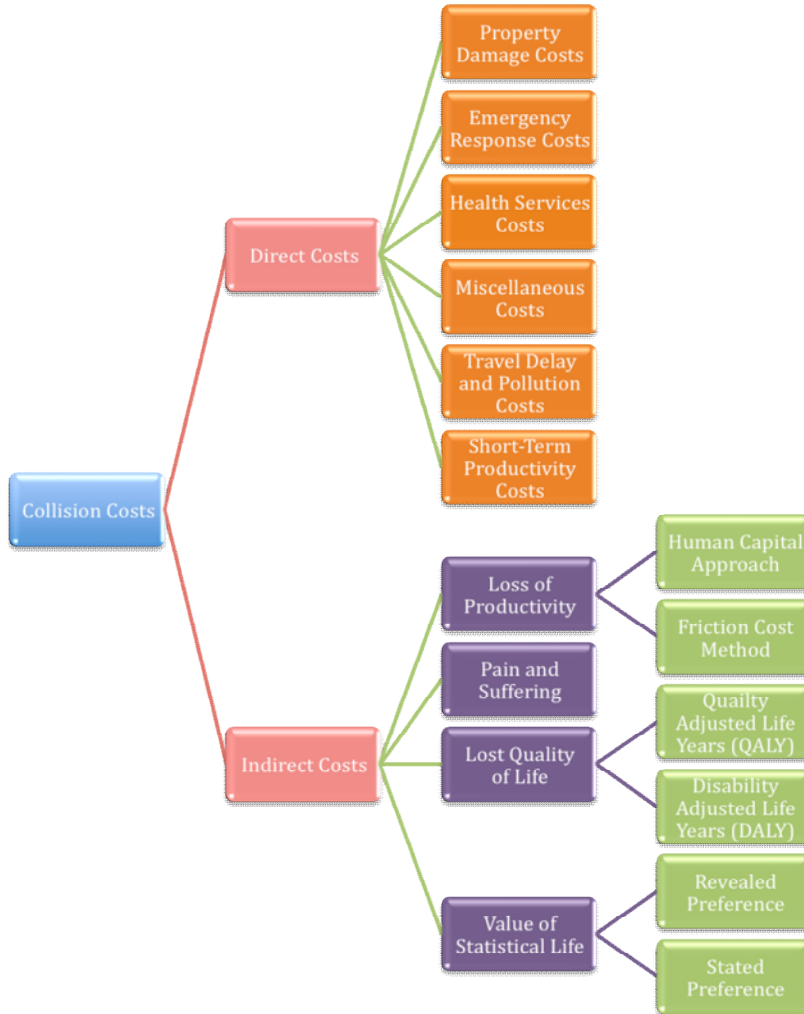 Property
Damage Costs
Emergency
Response Costs
Health Services
Costs
Direct Costs
Miscellaneous
Costs
Travel Delay
and Pollution
Costs
Short-Term
Productivity
Costs
Collision Costs
Human Capital
Approach
Loss of
Productivity
Friction Cost
Method
Pain and
Suffering
Quailty
Adjusted Life
Years (QALY)
Indirect Costs
Lost Quality
of Life
Disability
Adjusted Life
Years (DALY)
Revealed
Preference
Value of
Statistical Life
Stated
Preference